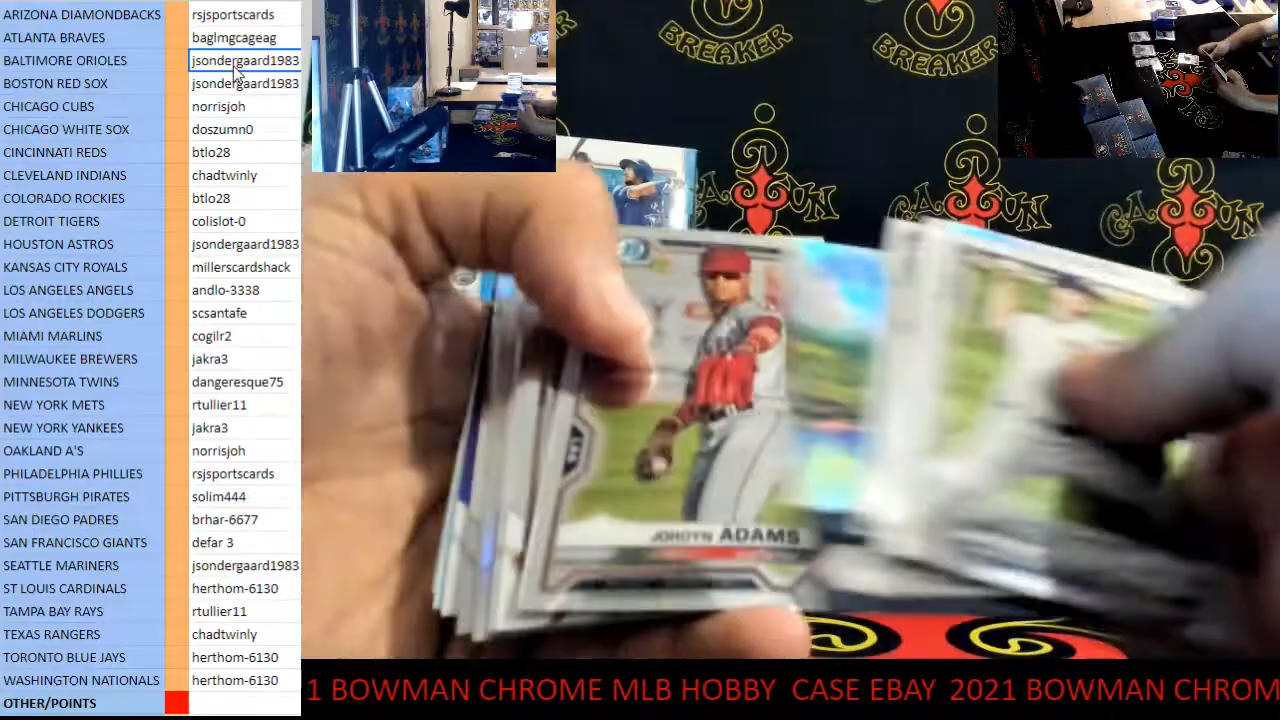 ARIZONA DIAMONDBACKS rsjsportscards
ATLANTA BRAVES baglmgcageag
BALTIMORE ORIOLES jsondergaard1983
BOSTON RED SOX jsondergaard1983
CHICAGO CUBS norrisjoh
CHICAGO WHITE SOX doszumn0
CINCINNATI REDS btlo28
CLEVELAND INDIANS chadtwinly
COLORADO ROCHIES btlo28
DETROIT TIGERS colislot-0
HOUSTON ASTROS jsondergaard1983
KANSAS CITY ROYALS millerscardshack
LOS ANGELES ANGELS andlo-3338
LOS ANGELES DODGERS scsantafe
MIAMI MARLINS cogilr2
MILWAUKEE BREWERS jakra3
MINNESOTA TWINS dangeresque75
NEW YORK METS rtullier11
NEW YORK YANKEES jakra3
OAKLAND A'S norrisjoh
PHILADELPHIA PHILLIES rsjsportscards
PITTSBURGH PIRATES solim444
SAN DIEGO PADRES brhar-6677
SAN FRANCISCO GIANTS defar 3
SEATTLE MARINERS jsondergaard1983
ST LOUIS CARDINALS herthom-6130
TAMPA BAY RAYS rtullier11
TEXAS RANGERS chadtwinly
TORONTO BLUE JAYS herthom-6130
WASHINGTON NATIONALS herthom-6130
OTHER/POINTS
BREAKER
BREAKER
CAJUN
JORDYN ADAMS
1 BOWMAN CHROME MLB HOBBY CASE EBAY 2021 BOWMAN CHROM